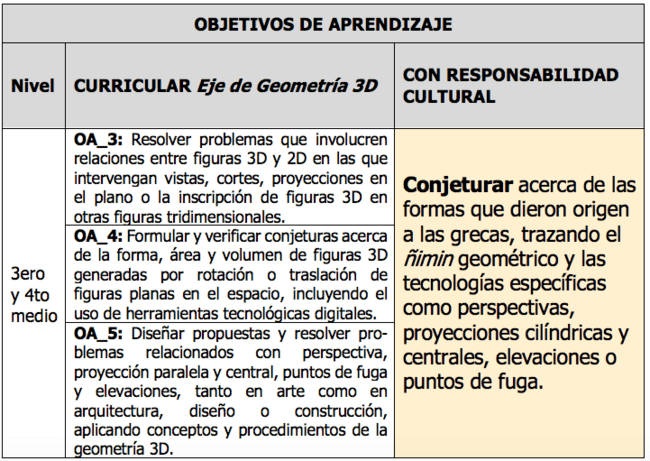 OBJETIVOS DE APRENDIZAJE
Nivel
CURRICULAR Eje de Geometría 3D
CON RESPONSABILIDAD
CULTURAL
3ero
y 4to
medio
OA_3: Resolver problemas que involucren
relaciones entre figuras 3D y 2D en las que
intervengan vistas, cortes, proyecciones en
el plano o la inscripción de figuras 3D en
otras figuras tridimensionales.
OA_4: Formular y verificar conjeturas acerca
de la forma, área y volumen de figuras 3D
generadas por rotación o traslación de
figuras planas en el espacio, incluyendo el
uso de herramientas tecnológicas digitales.
OA_5: Diseñar propuestas y resolver pro-
blemas relacionados con perspectiva,
proyección paralela y central, puntos de fuga
y elevaciones, tanto en arte como en
arquitectura, diseño o construcción,
aplicando conceptos y procedimientos de la
geometría 3D.
Conjeturar acerca de las
formas que dieron origen
a las grecas, trazando el
ñimin geométrico y las
tecnologías específicas
como perspectivas,
proyecciones cilíndricas y
centrales, elevaciones o
puntos de fuga.